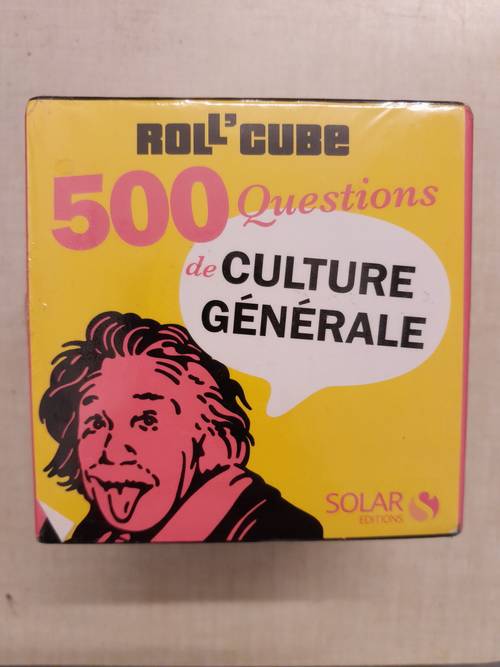 ROLL'CUBE
500 Questions
de CULTURE
GÉNÉRALE
SOLAR
EDITIONS